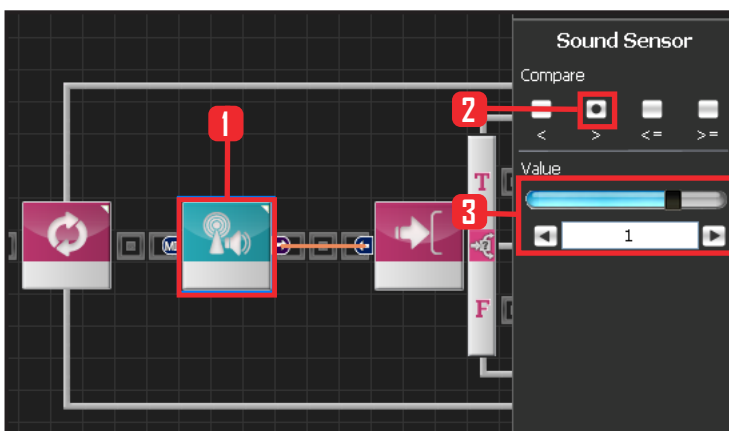 Sound Sensor
Compare
< > <= >=
Value
1
1
2
3
T
F